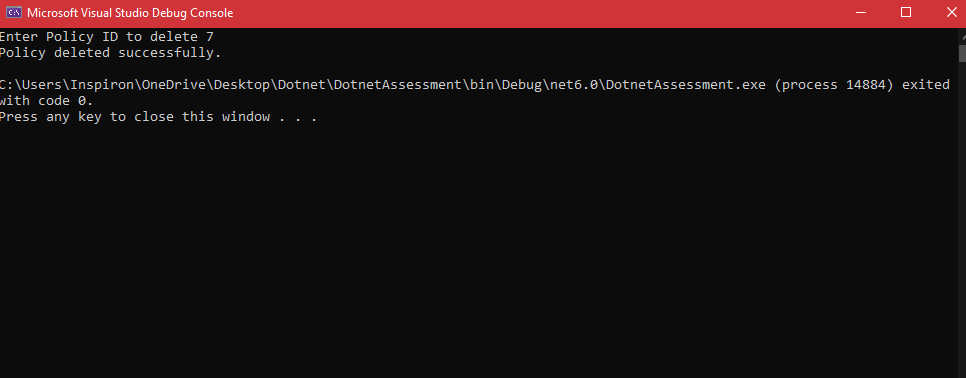 Microsoft Visual Studio Debug Console
Enter Policy ID to delete 7
Policy deleted successfully.
C:\Users\Inspiron\OneDrive\Desktop\Dotnet\DotnetAssessment\bin\Debug\net6.0\DotnetAssessment.exe (process 14884) exited
with code 0.
Press any key to close this window . . .